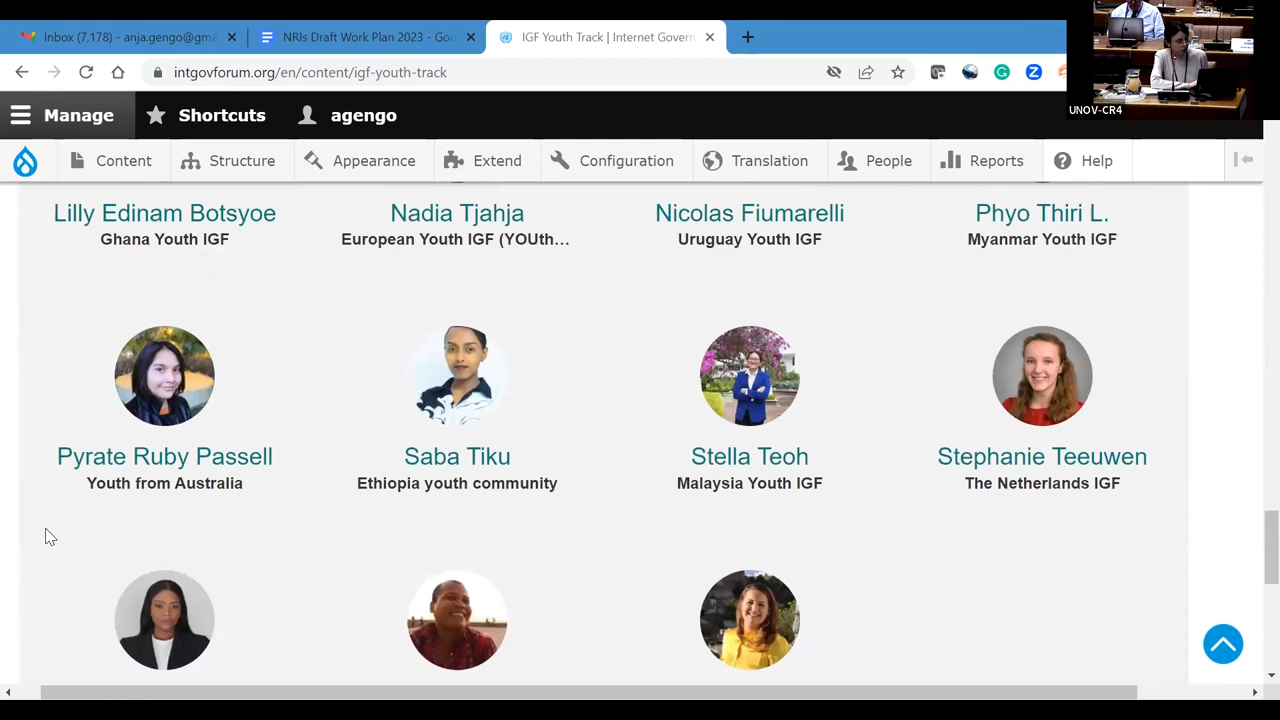 Inbox (7,178) - anja.gengo@gma
NRIs Draft Work Plan 2023 - Goo
IGF Youth Track | Internet Govern
intgovforum.org/en/content/igf-youth-track
UNOV-CR4
Manage
Shortcuts
agengo
Content
Structure
Appearance
Extend
Configuration
Translation
People
Reports
Help
Lilly Edinam Botsyoe
Nadia Tjahja
Nicolas Fiumarelli
Phyo Thiri L.
Ghana Youth IGF
European Youth IGF (YOUth...
Uruguay Youth IGF
Myanmar Youth IGF
Pyrate Ruby Passell
Saba Tiku
Stella Teoh
Stephanie Teeuwen
Youth from Australia
Ethiopia youth community
Malaysia Youth IGF
The Netherlands IGF